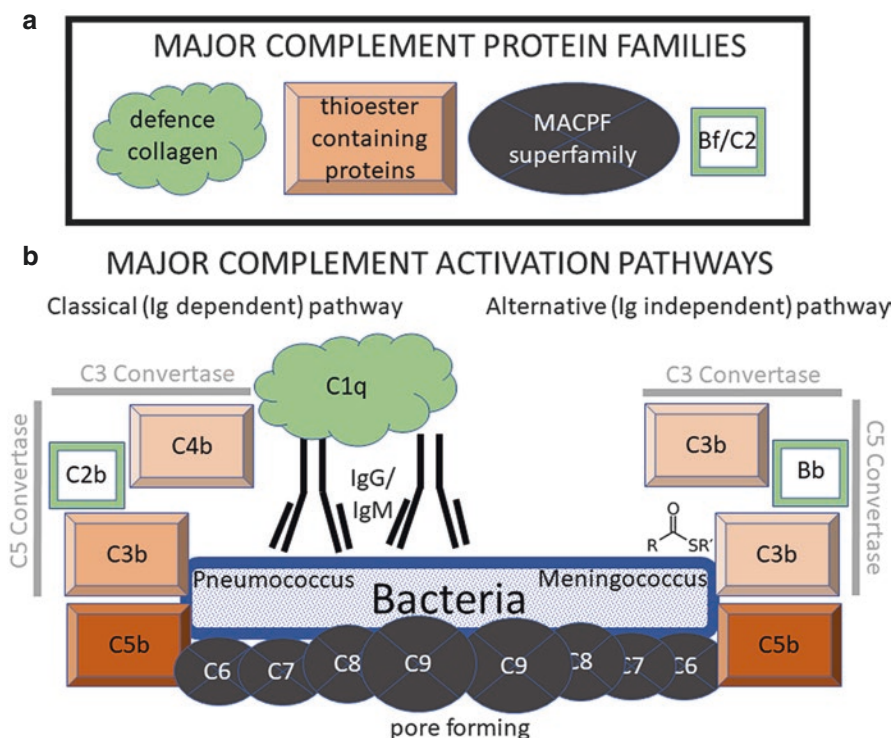 a
MAJOR COMPLEMENT PROTEIN FAMILIES
defence
collagen
thioester
containing
proteins
MACPF
superfamily
Bf/C2
b
MAJOR COMPLEMENT ACTIVATION PATHWAYS
Classical (Ig dependent) pathway
Alternative (Ig independent) pathway
C3 Convertase
C5 Convertase
C2b
C4b
C3b
C5b
C1q
IgG/
IgM
C3 Convertase
C5 Convertase
C3b
Bb
O
R
SR´
C3b
C5b
Pneumococcus
Meningococcus
Bacteria
C6
C7
C8
C9
C9
C8
C7
C6
pore forming